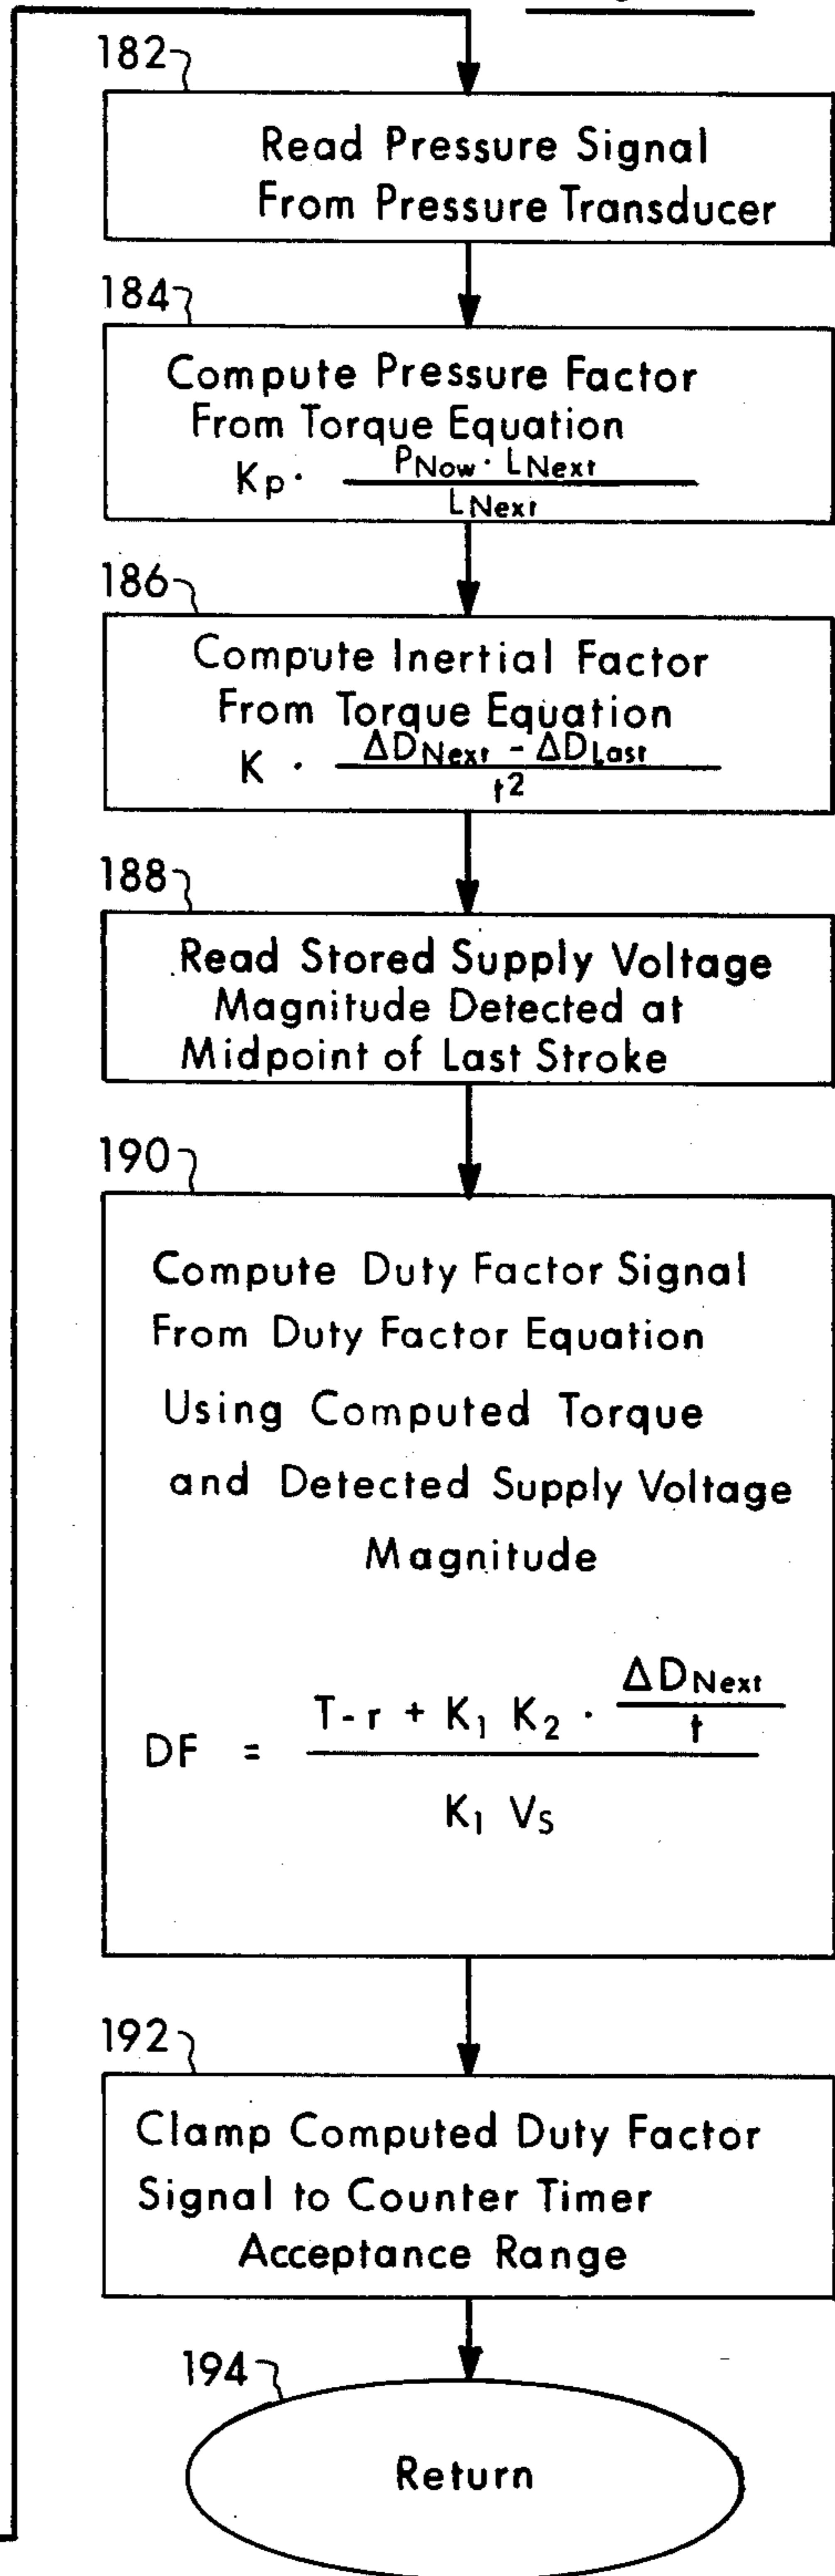 182
Read Pressure Signal
From Pressure Transducer
184
Compute Pressure Factor
From Torque Equation
Kp · PNow · LNext / LNext
186
Compute Inertial Factor
From Torque Equation
K · ΔDNext - ΔDLast / t²
188
Read Stored Supply Voltage
Magnitude Detected at
Midpoint of Last Stroke
190
Compute Duty Factor Signal
From Duty Factor Equation
Using Computed Torque
and Detected Supply Voltage
Magnitude
DF = T-r + K₁ K₂ · ΔDNext / t / K₁ VS
192
Clamp Computed Duty Factor
Signal to Counter Timer
Acceptance Range
194
Return